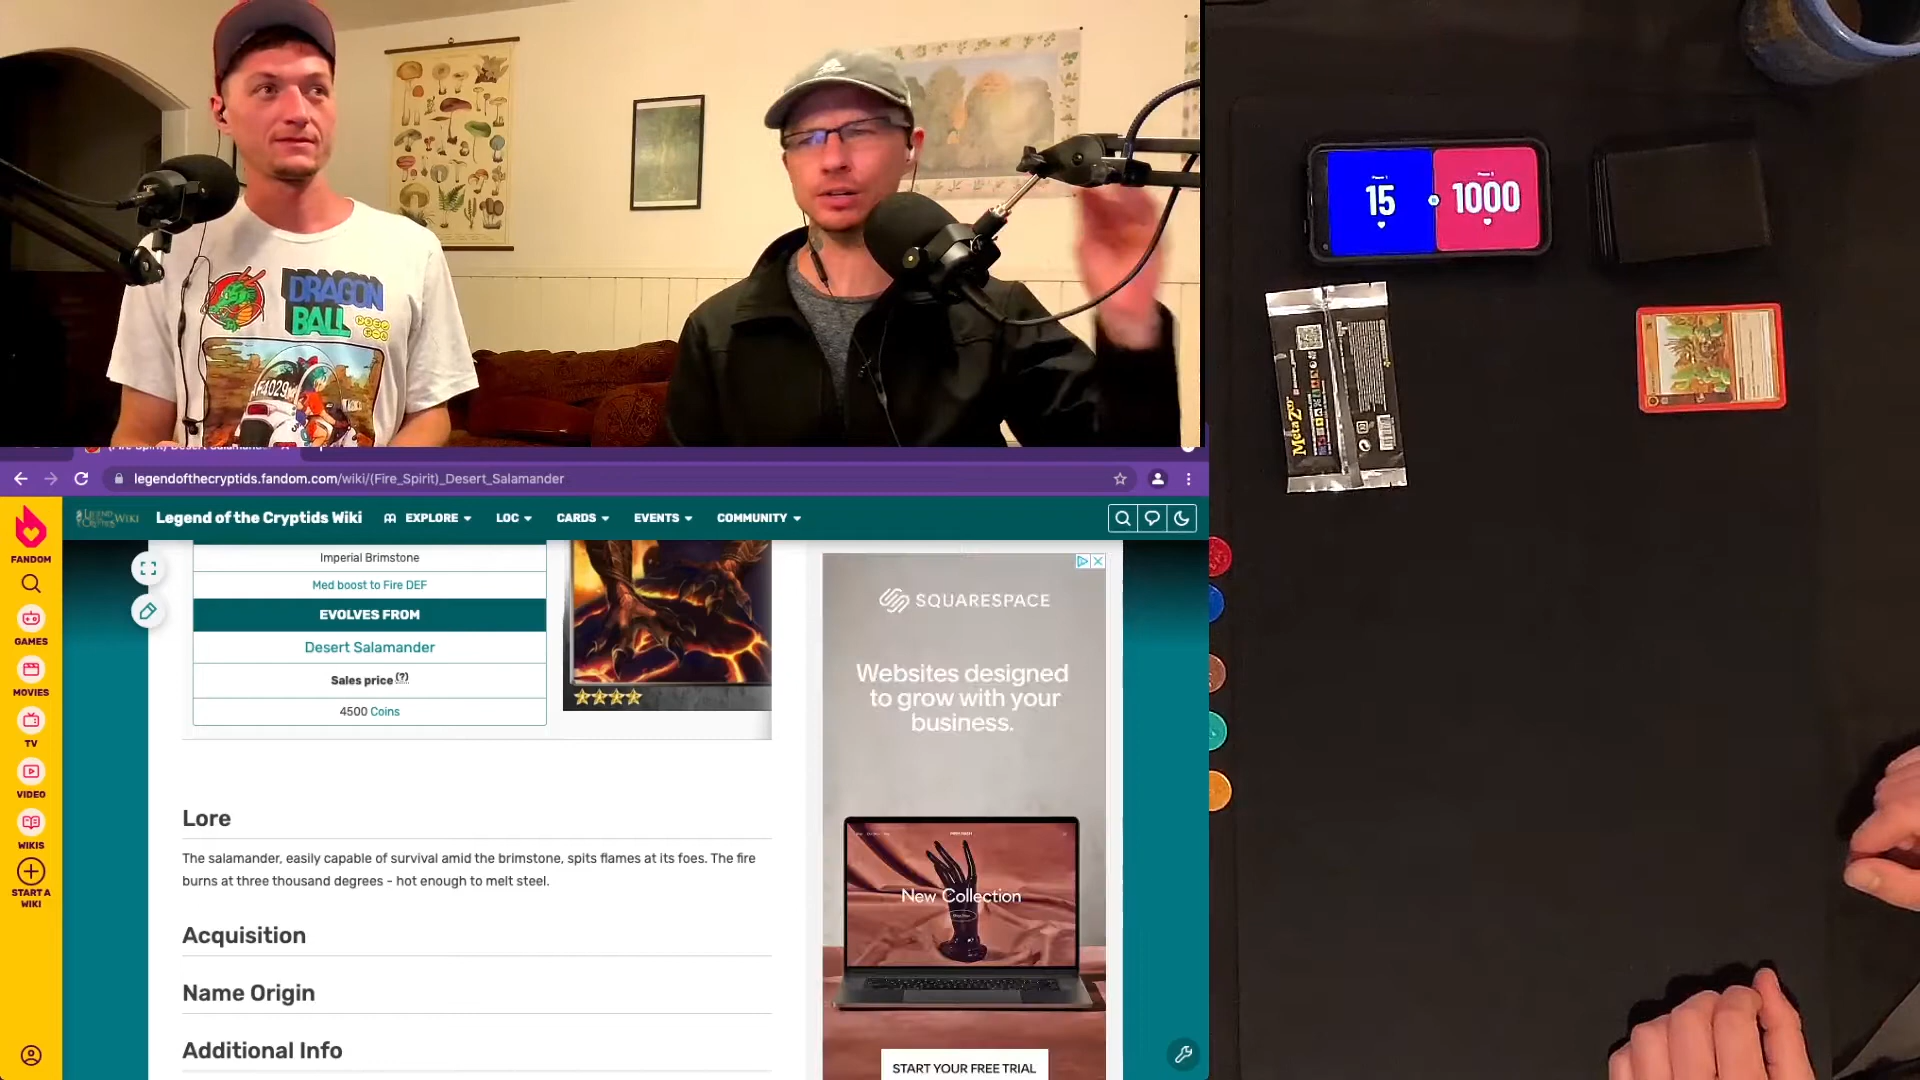 DRAGON
BALL
AF4029
15
1000
MetaZoo
legendofthecryptids.fandom.com/wiki/(Fire_Spirit)_Desert_Salamander
FANDOM
GAMES
MOVIES
TV
VIDEO
WIKIS
START A
WIKI
Legend of the Cryptids Wiki
EXPLORE
LOC
CARDS
EVENTS
COMMUNITY
Imperial Brimstone
Med boost to Fire DEF
EVOLVES FROM
Desert Salamander
Sales price (?)
4500 Coins
Lore
The salamander, easily capable of survival amid the brimstone, spits flames at its foes. The fire
burns at three thousand degrees - hot enough to melt steel.
Acquisition
Name Origin
Additional Info
SQUARESPACE
Websites designed
to grow with your
business.
New Collection
START YOUR FREE TRIAL